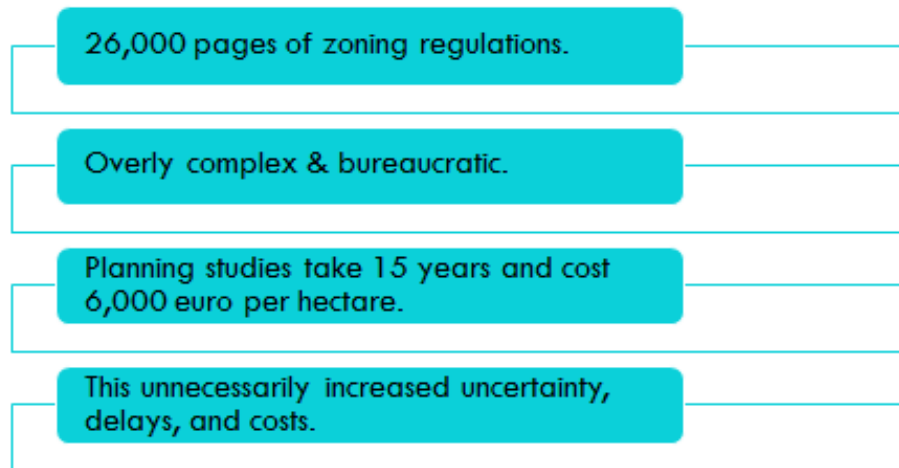 26,000 pages of zoning regulations.
Overly complex & bureaucratic.
Planning studies take 15 years and cost
6,000 euro per hectare.
This unnecessarily increased uncertainty,
delays, and costs.